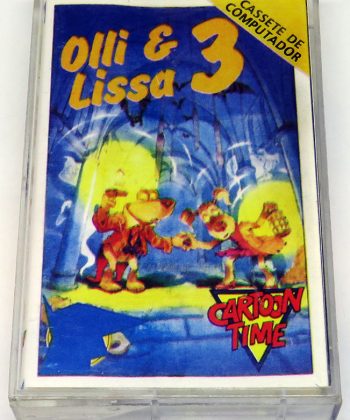 Olli &
Lissa 3
CASSETE DE
COMPUTADOR
CARTOON
TIME